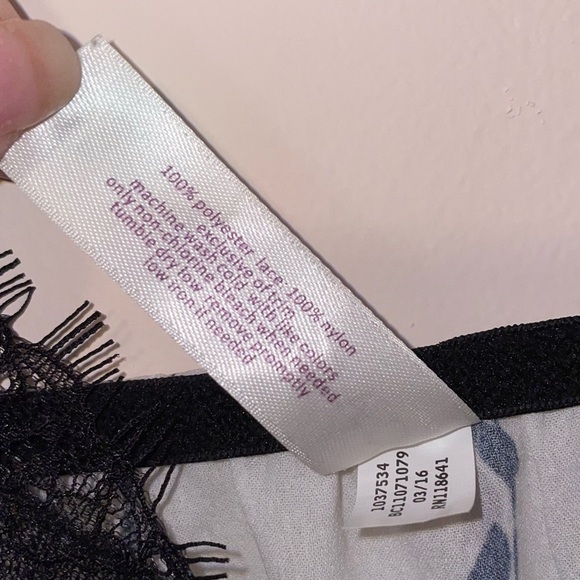 100% polyester lace 100% nylon
exclusive of trim
machine wash cold with like colors
only non-chlorine bleach when needed
tumble dry low remove promptly
low iron if needed
1037534
BC11071079
03/16
RN118641